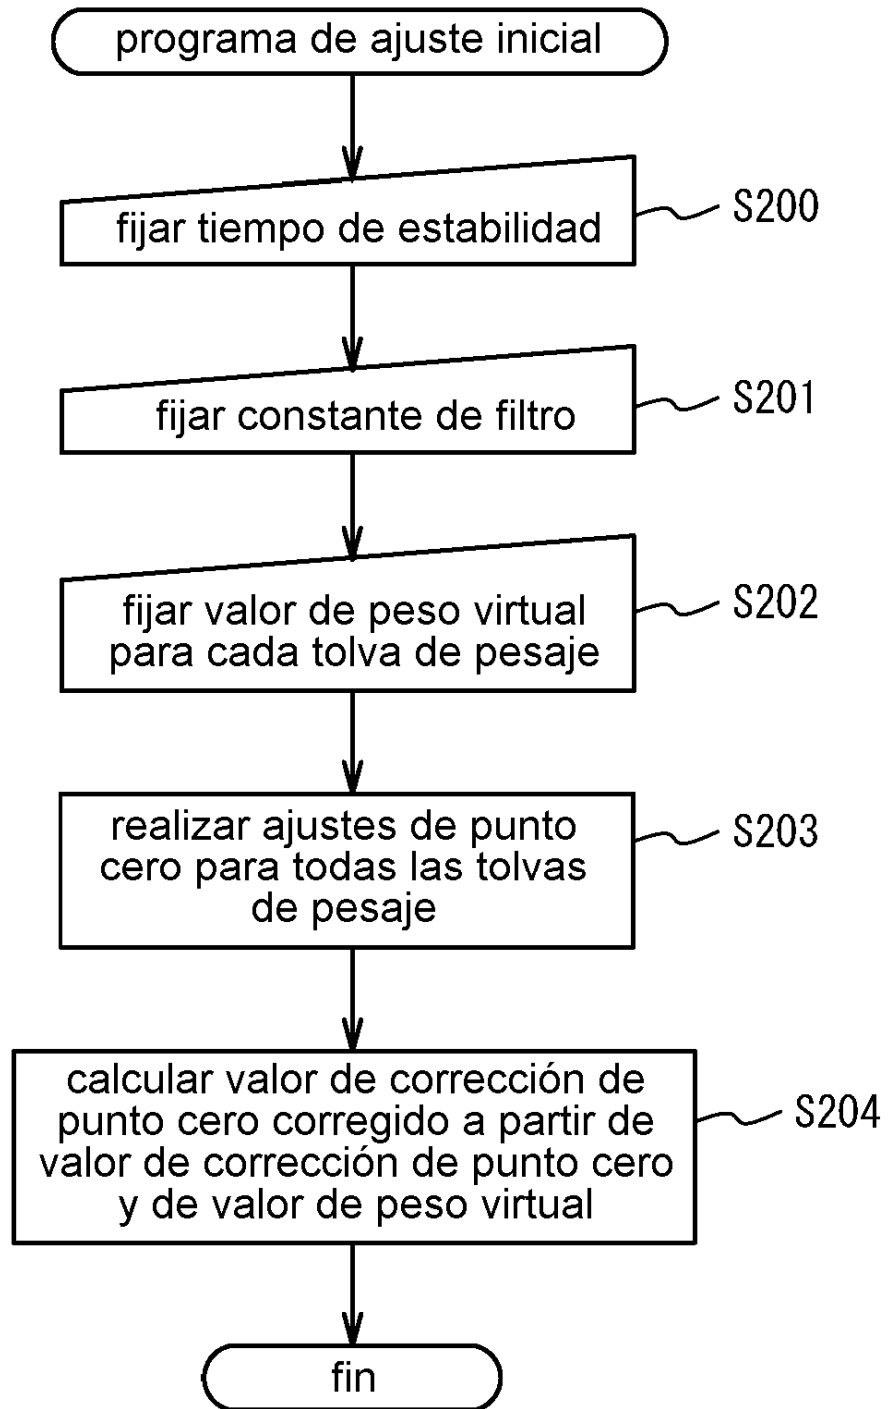 programa de ajuste inicial
fijar tiempo de estabilidad
S200
fijar constante de filtro
S201
fijar valor de peso virtual
para cada tolva de pesaje
S202
realizar ajustes de punto
cero para todas las tolvas
de pesaje
S203
calcular valor de corrección de
punto cero corregido a partir de
valor de corrección de punto cero
y de valor de peso virtual
S204
fin